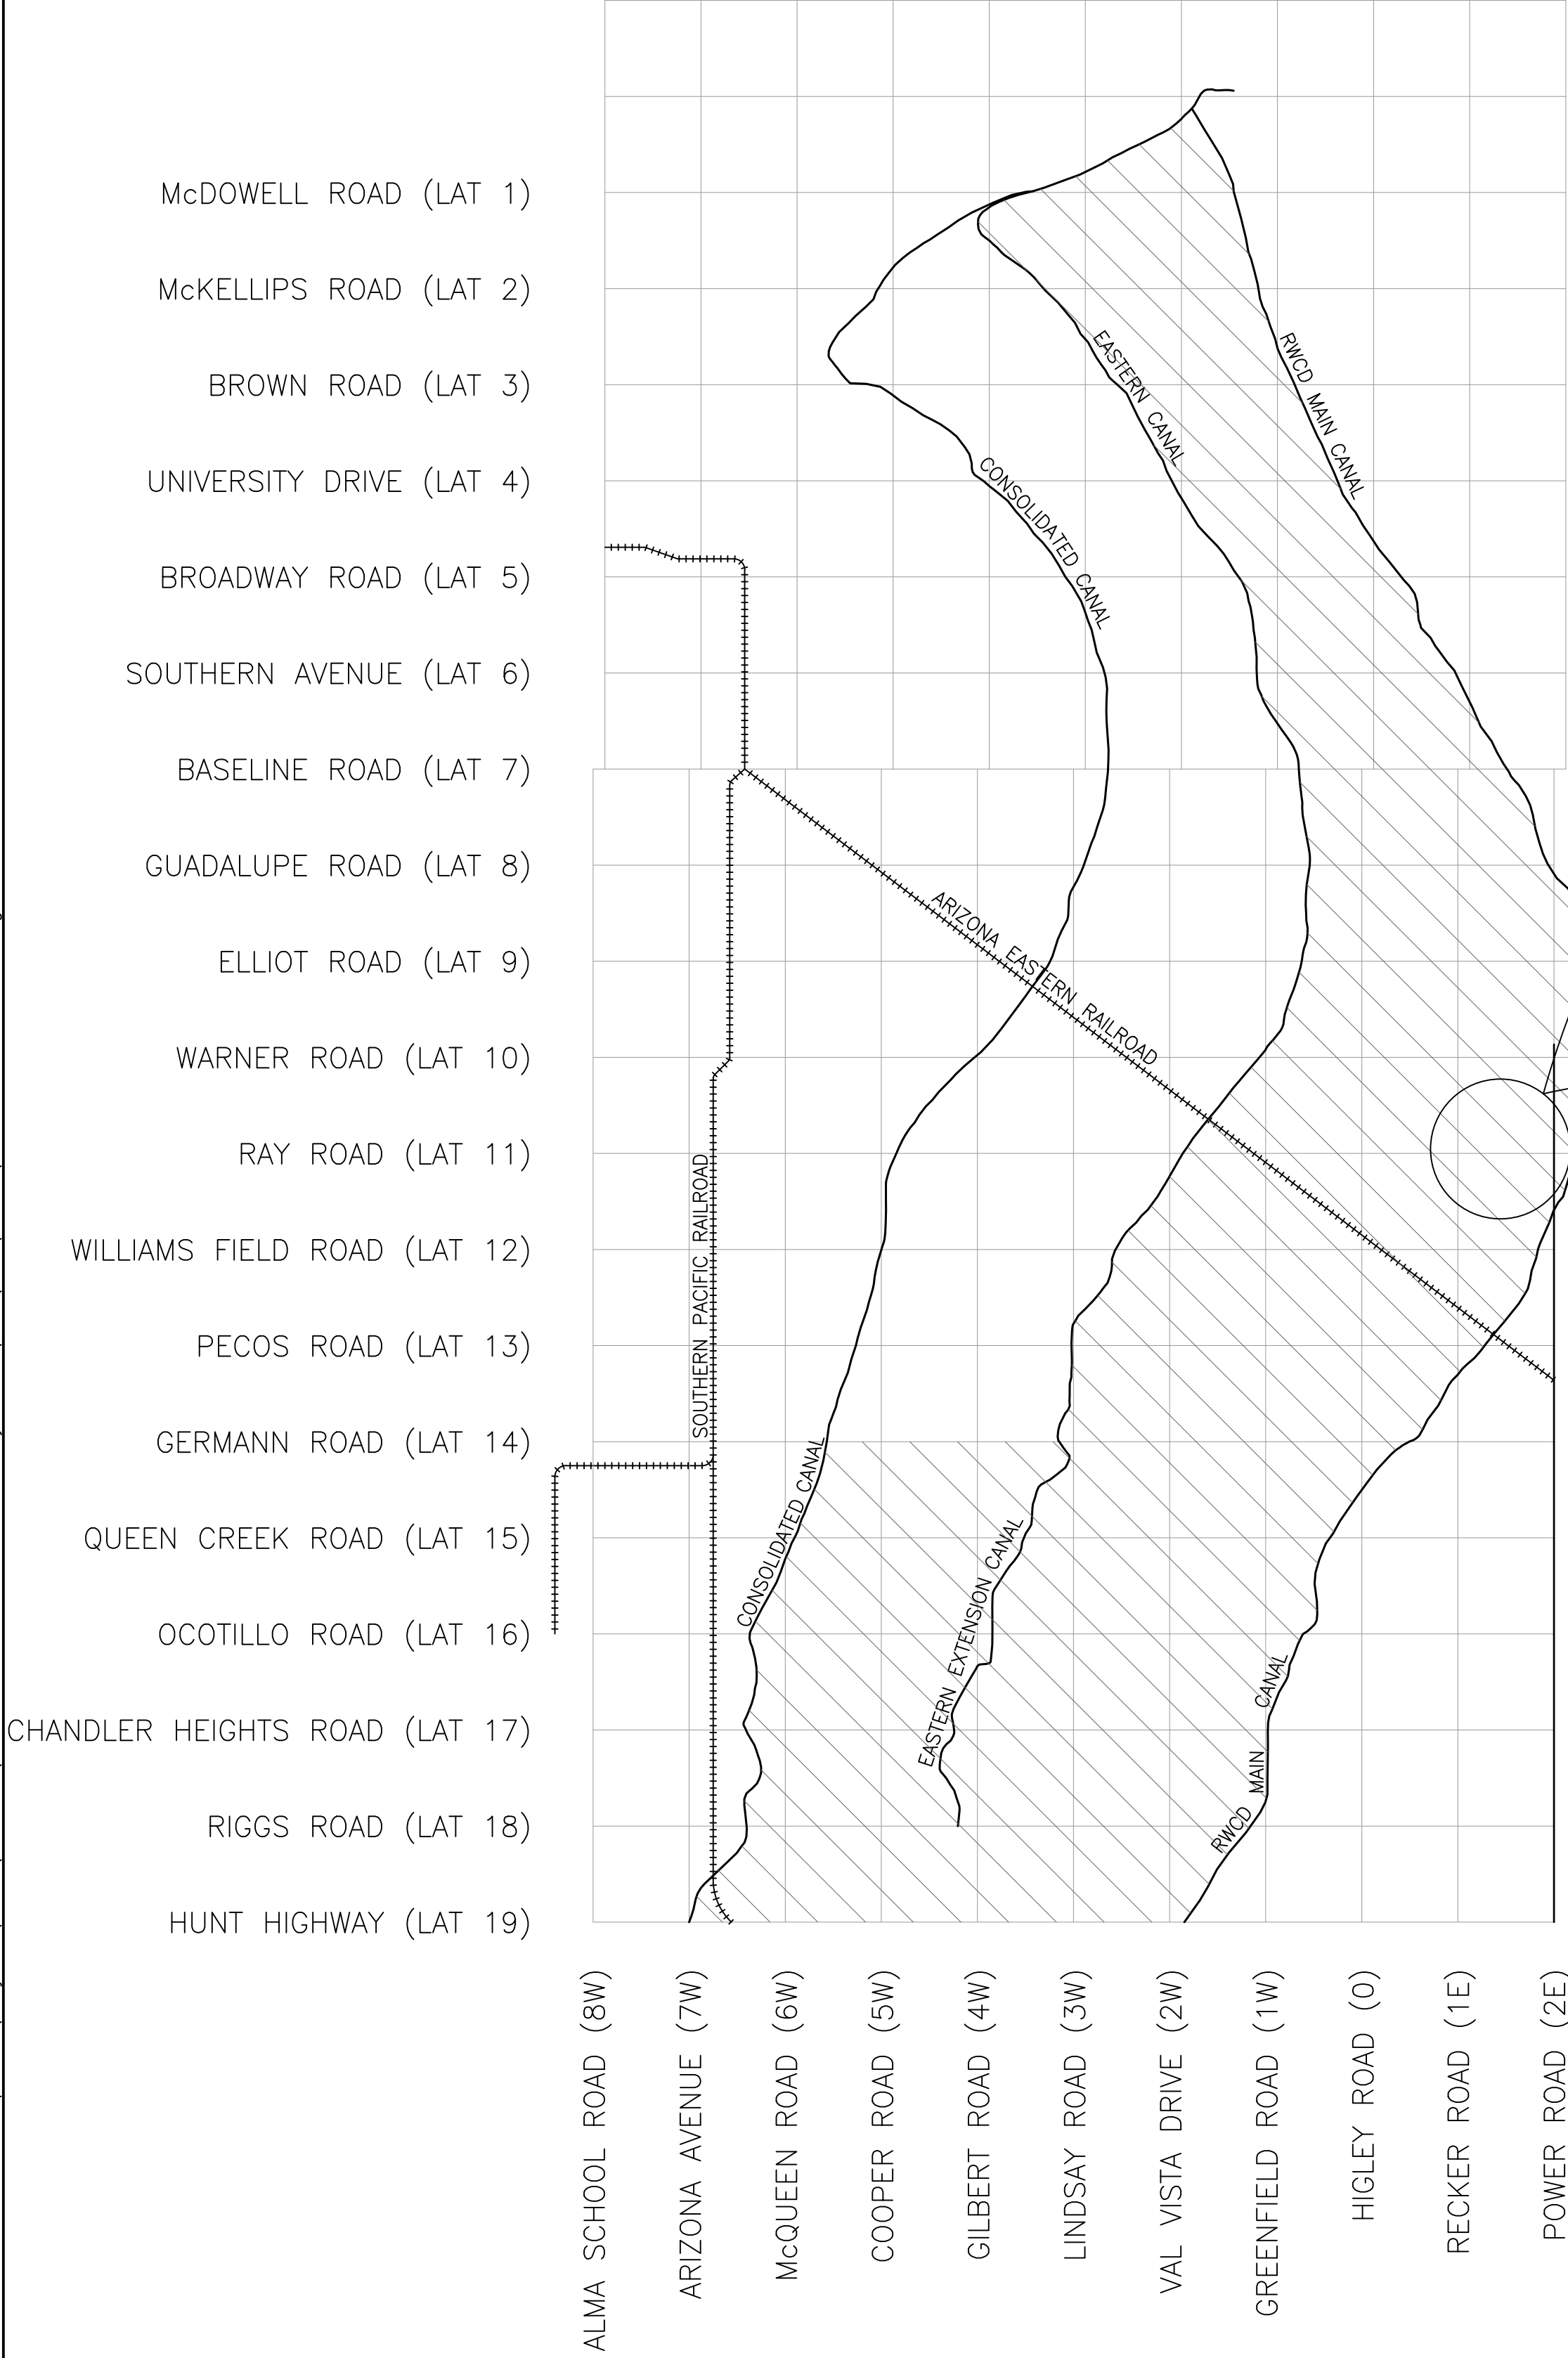 McDOWELL ROAD (LAT 1)
McKELLIPS ROAD (LAT 2)
BROWN ROAD (LAT 3)
UNIVERSITY DRIVE (LAT 4)
BROADWAY ROAD (LAT 5)
SOUTHERN AVENUE (LAT 6)
BASELINE ROAD (LAT 7)
GUADALUPE ROAD (LAT 8)
ELLIOT ROAD (LAT 9)
WARNER ROAD (LAT 10)
RAY ROAD (LAT 11)
WILLIAMS FIELD ROAD (LAT 12)
PECOS ROAD (LAT 13)
GERMANN ROAD (LAT 14)
QUEEN CREEK ROAD (LAT 15)
OCOTILLO ROAD (LAT 16)
CHANDLER HEIGHTS ROAD (LAT 17)
RIGGS ROAD (LAT 18)
HUNT HIGHWAY (LAT 19)
EASTERN CANAL
RWCD MAIN CANAL
CONSOLIDATED CANAL
ARIZONA EASTERN RAILROAD
SOUTHERN PACIFIC RAILROAD
CONSOLIDATED CANAL
EASTERN EXTENSION CANAL
RWCD MAIN CANAL
ALMA SCHOOL ROAD (8W)
ARIZONA AVENUE (7W)
McQUEEN ROAD (6W)
COOPER ROAD (5W)
GILBERT ROAD (4W)
LINDSAY ROAD (3W)
VAL VISTA DRIVE (2W)
GREENFIELD ROAD (1W)
HIGLEY ROAD (0)
RECKER ROAD (1E)
POWER ROAD (2E)